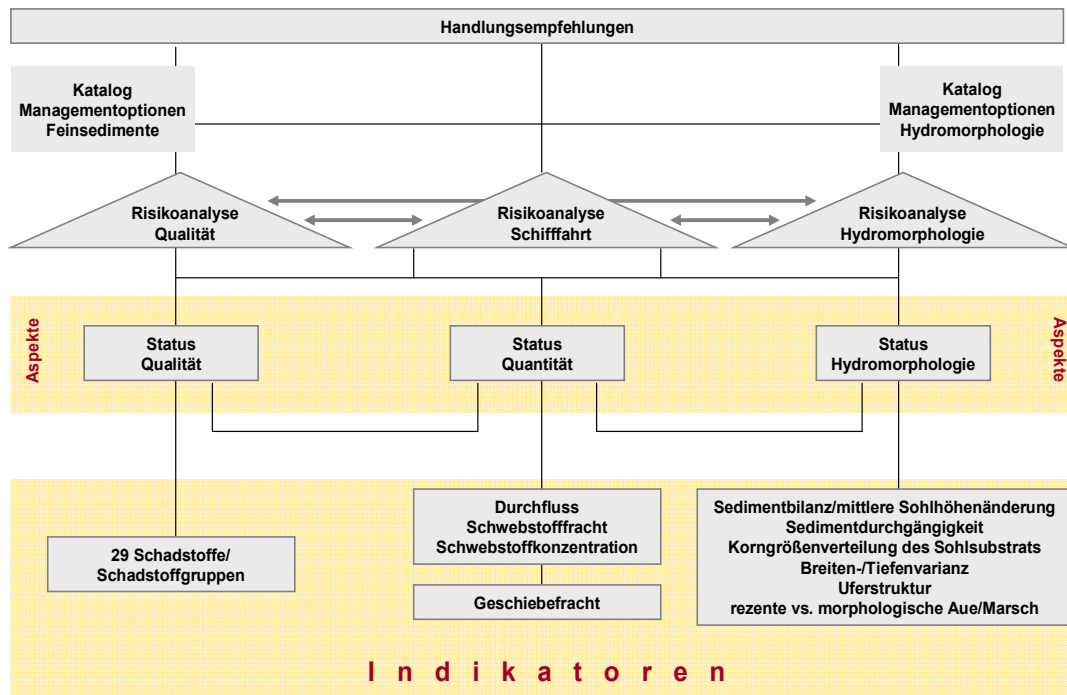 Handlungsempfehlungen
Katalog
Managementoptionen
Feinsedimente
Katalog
Managementoptionen
Hydromorphologie
Risikoanalyse
Qualität
Risikoanalyse
Schifffahrt
Risikoanalyse
Hydromorphologie
Aspekte
Status
Qualität
Status
Quantität
Status
Hydromorphologie
Aspekte
29 Schadstoffe/
Schadstoffgruppen
Durchfluss
Schwebstofffracht
Schwebstoffkonzentration
Geschiebefracht
Sedimentbilanz/mittlere Sohlhöhenänderung
Sedimentdurchgängigkeit
Korngrößenverteilung des Sohlsubstrats
Breiten-/Tiefenvarianz
Uferstruktur
rezente vs. morphologische Aue/Marsch
Indikatoren